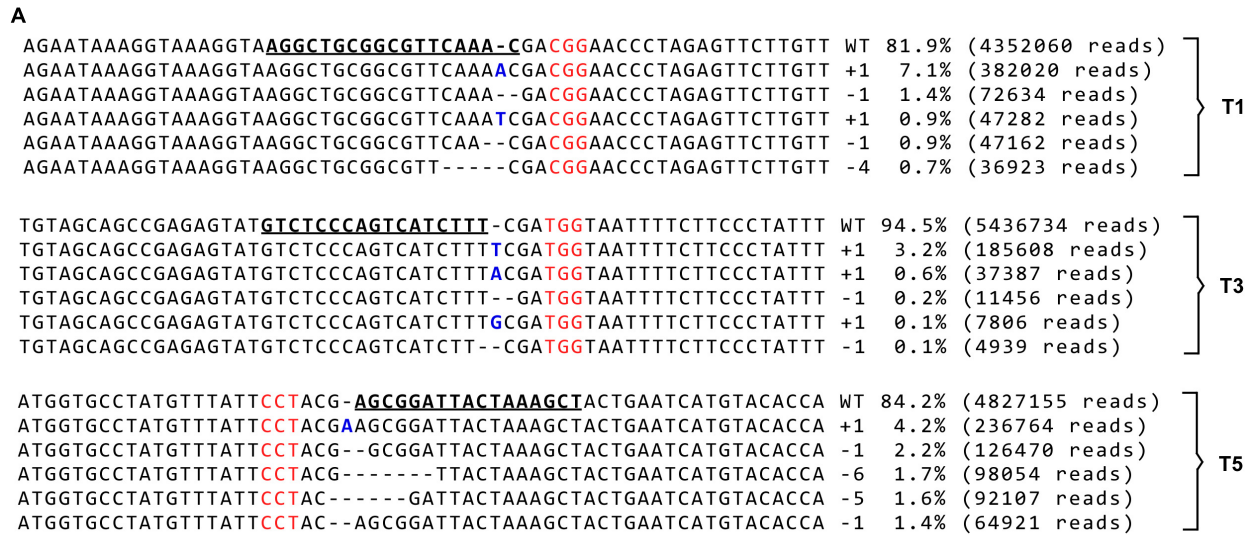 A
AGAATAAAGGTAAAGGTAAGGCTGCGGCGTTCAAA-CGACGGAACCCTAGAGTTCTTGTT WT 81.9% (4352060 reads)
AGAATAAAGGTAAAGGTAAGGCTGCGGCGTTCAAAACGACGGAACCCTAGAGTTCTTGTT +1 7.1% (382020 reads)
AGAATAAAGGTAAAGGTAAGGCTGCGGCGTTCAAA--GACGGAACCCTAGAGTTCTTGTT -1 1.4% (72634 reads)
AGAATAAAGGTAAAGGTAAGGCTGCGGCGTTCAAATCGACGGAACCCTAGAGTTCTTGTT +1 0.9% (47282 reads)
AGAATAAAGGTAAAGGTAAGGCTGCGGCGTTCAA--CGACGGAACCCTAGAGTTCTTGTT -1 0.9% (47162 reads)
AGAATAAAGGTAAAGGTAAGGCTGCGGCGTT-----CGACGGAACCCTAGAGTTCTTGTT -4 0.7% (36923 reads)
T1
TGTAGCAGCCGAGAGTATGTCTCCCAGTCATCTTT-CGATGGTAATTTTCTTCCCTATTT WT 94.5% (5436734 reads)
TGTAGCAGCCGAGAGTATGTCTCCCAGTCATCTTTTCGATGGTAATTTTCTTCCCTATTT +1 3.2% (185608 reads)
TGTAGCAGCCGAGAGTATGTCTCCCAGTCATCTTTACGATGGTAATTTTCTTCCCTATTT +1 0.6% (37387 reads)
TGTAGCAGCCGAGAGTATGTCTCCCAGTCATCTTT--GATGGTAATTTTCTTCCCTATTT -1 0.2% (11456 reads)
TGTAGCAGCCGAGAGTATGTCTCCCAGTCATCTTTGCGATGGTAATTTTCTTCCCTATTT +1 0.1% (7806 reads)
TGTAGCAGCCGAGAGTATGTCTCCCAGTCATCTT--CGATGGTAATTTTCTTCCCTATTT -1 0.1% (4939 reads)
T3
ATGGTGCCTATGTTTATTCCTACG-AGCGGATTACTAAAGCTACTGAATCATGTACACCA WT 84.2% (4827155 reads)
ATGGTGCCTATGTTTATTCCTACGAAGCGGATTACTAAAGCTACTGAATCATGTACACCA +1 4.2% (236764 reads)
ATGGTGCCTATGTTTATTCCTACG--GCGGATTACTAAAGCTACTGAATCATGTACACCA -1 2.2% (126470 reads)
ATGGTGCCTATGTTTATTCCTACG-------TTACTAAAGCTACTGAATCATGTACACCA -6 1.7% (98054 reads)
ATGGTGCCTATGTTTATTCCTAC------GATTACTAAAGCTACTGAATCATGTACACCA -5 1.6% (92107 reads)
ATGGTGCCTATGTTTATTCCTAC--AGCGGATTACTAAAGCTACTGAATCATGTACACCA -1 1.4% (64921 reads)
T5